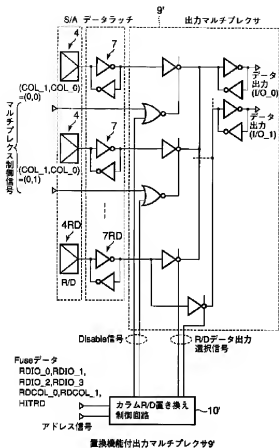 9'
S/A データラッチ 出力マルチプレクサ
4
7
(COL_1,COL_0)
=(0,0)
データ
出力
(I/O_0)
マルチプレクス制御信号
4
7
(COL_1,COL_0)
=(0,1)
データ
出力
(I/O_1)
4RD
7RD
R/D
Disable信号
R/Dデータ出力
選択信号
Fuseデータ
RDIO_0,RDIO_1,
RDIO_2,RDIO_3
RDCOL_0,RDCOL_1,
HITRD
アドレス信号
カラムR/D置き換え
制御回路
10'
置換機能付出力マルチプレクサ9'